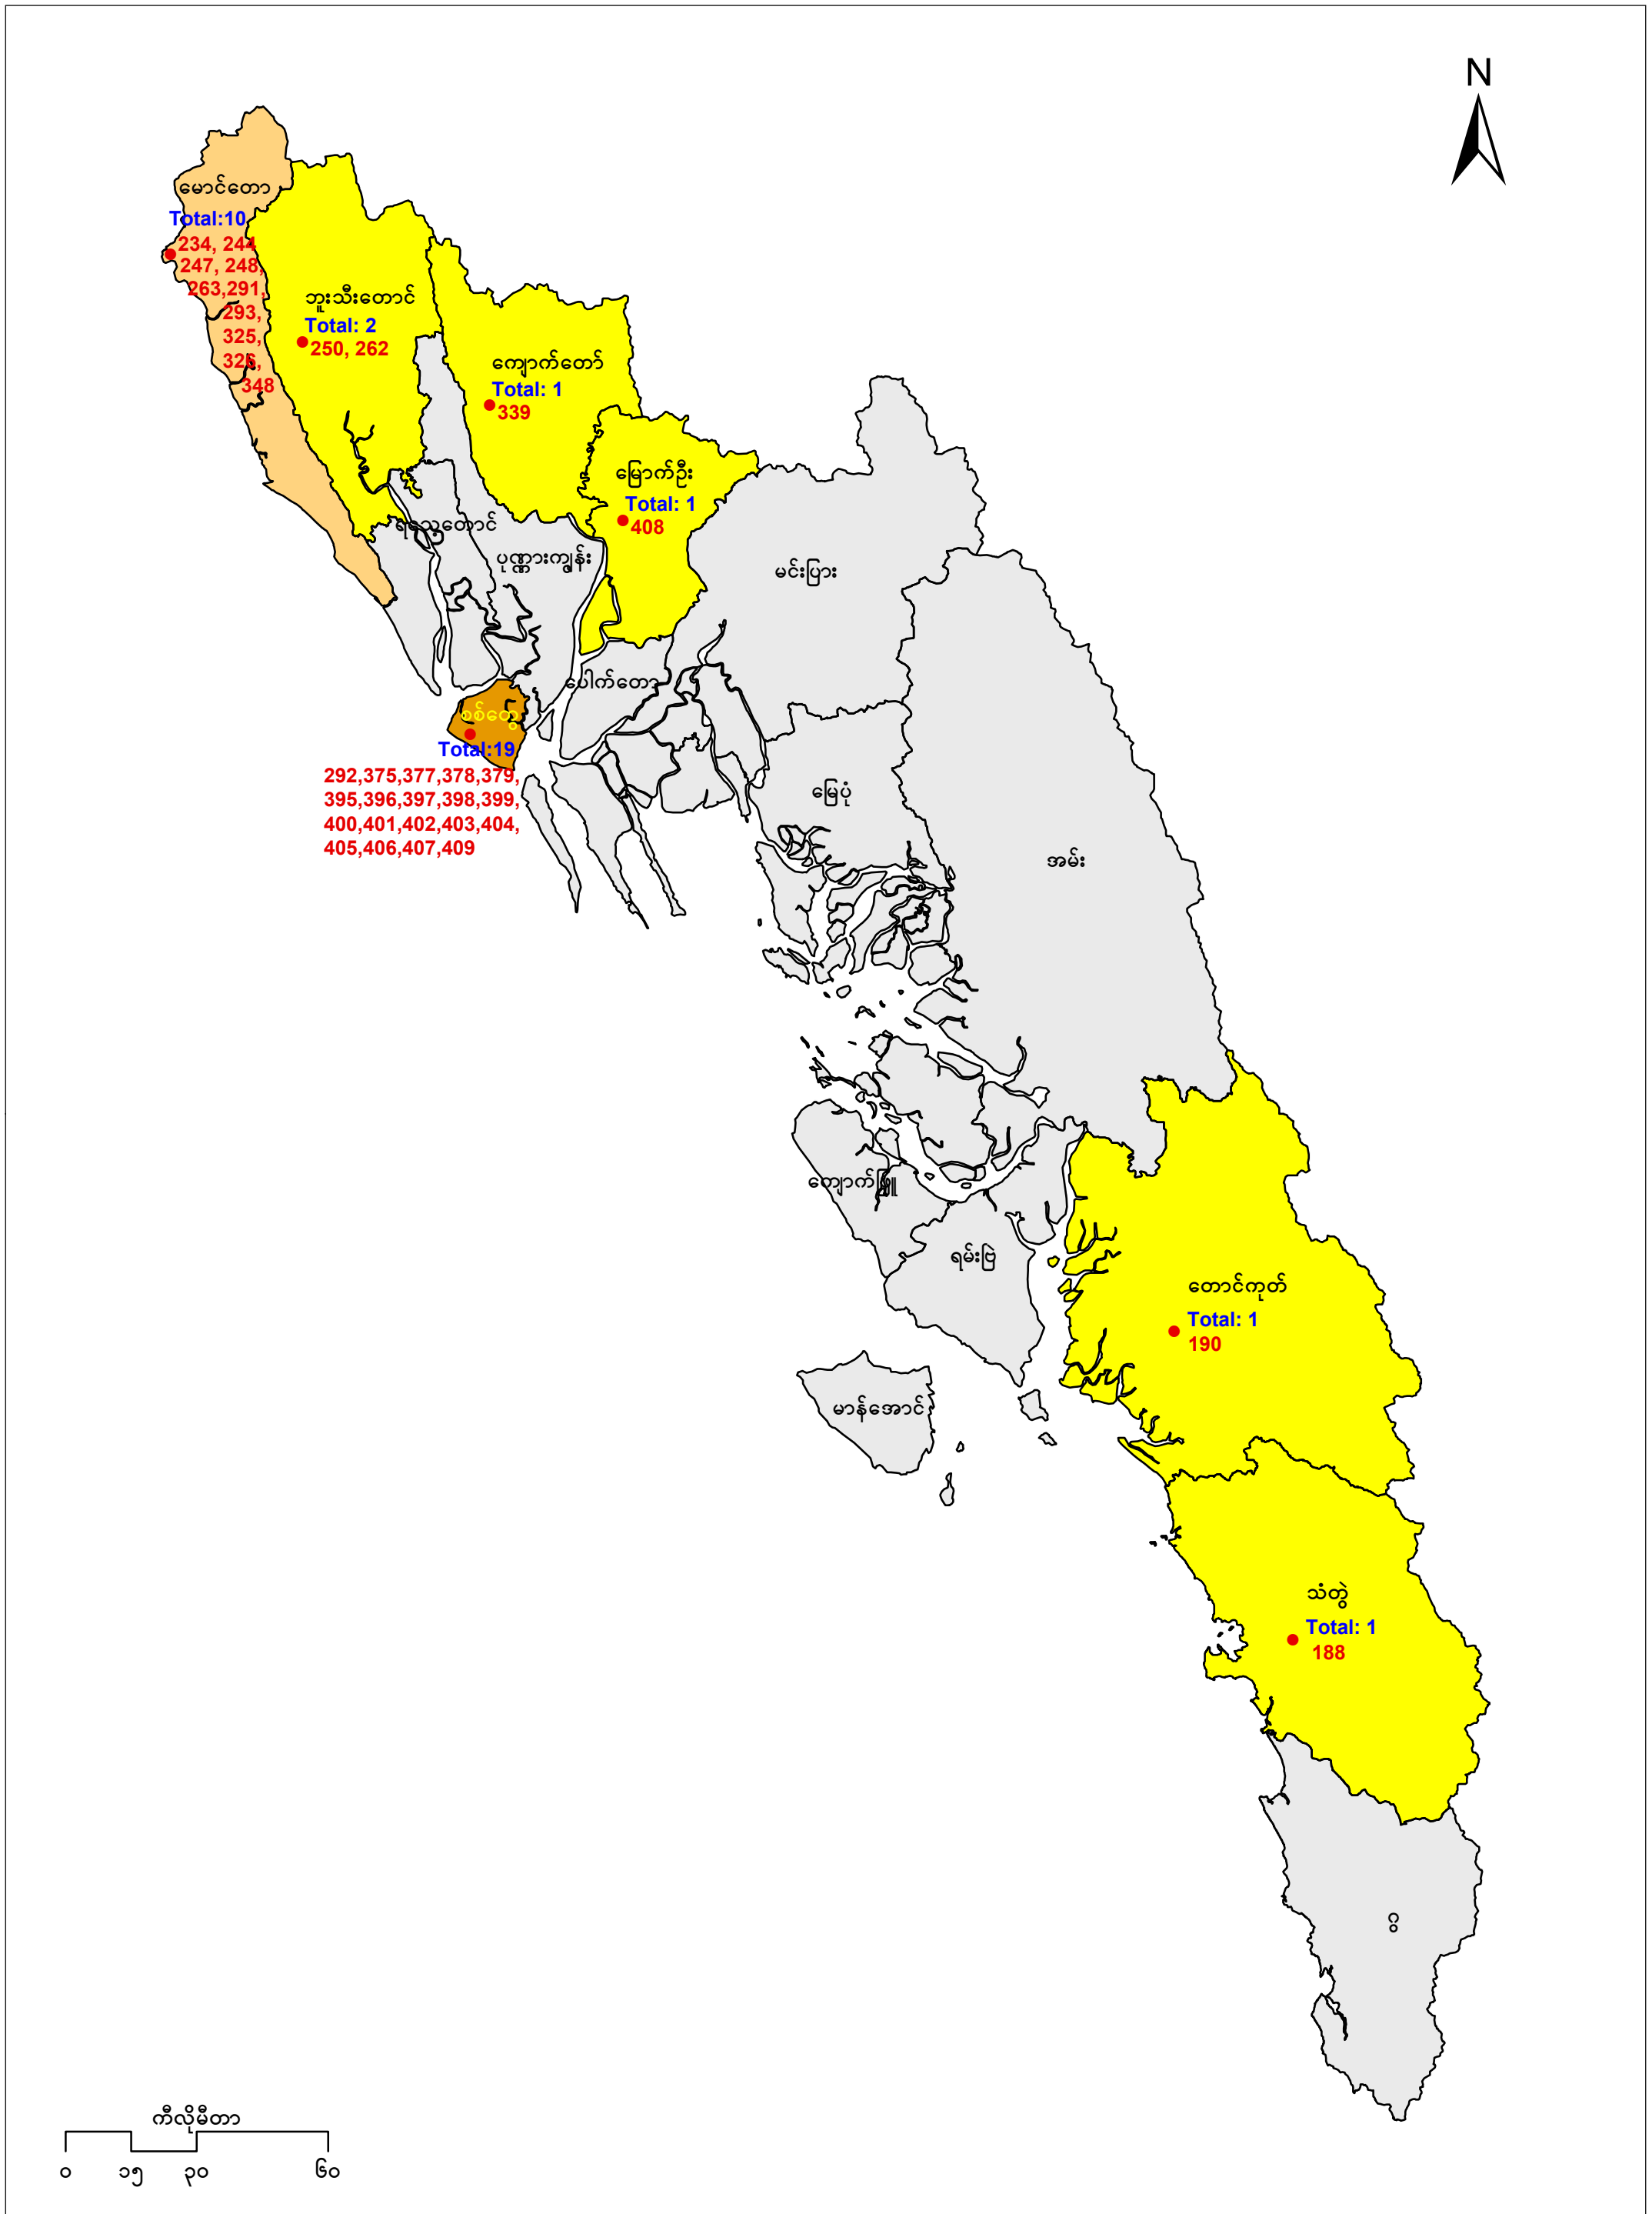 N
မောင်တော
Total:10
234, 244
247, 248,
263,291,
293,
325,
326,
348
ဘူးသီးတောင်
Total: 2
250, 262
ကျောက်တော်
Total: 1
339
မြောက်ဦး
Total: 1
408
ရသေ့တောင်
ပုဏ္ဏားကျွန်း
မင်းပြား
ပေါက်တော
စစ်တွေ
Total:19
292,375,377,378,379,
395,396,397,398,399,
400,401,402,403,404,
405,406,407,409
မြေပုံ
အမ်း
ကျောက်ဖြူ
ရမ်းဗြဲ
တောင်ကုတ်
Total: 1
190
မာန်အောင်
သံတွဲ
Total: 1
188
ဂွ
ကီလိုမီတာ
၀ ၁၅ ၃၀ ၆၀